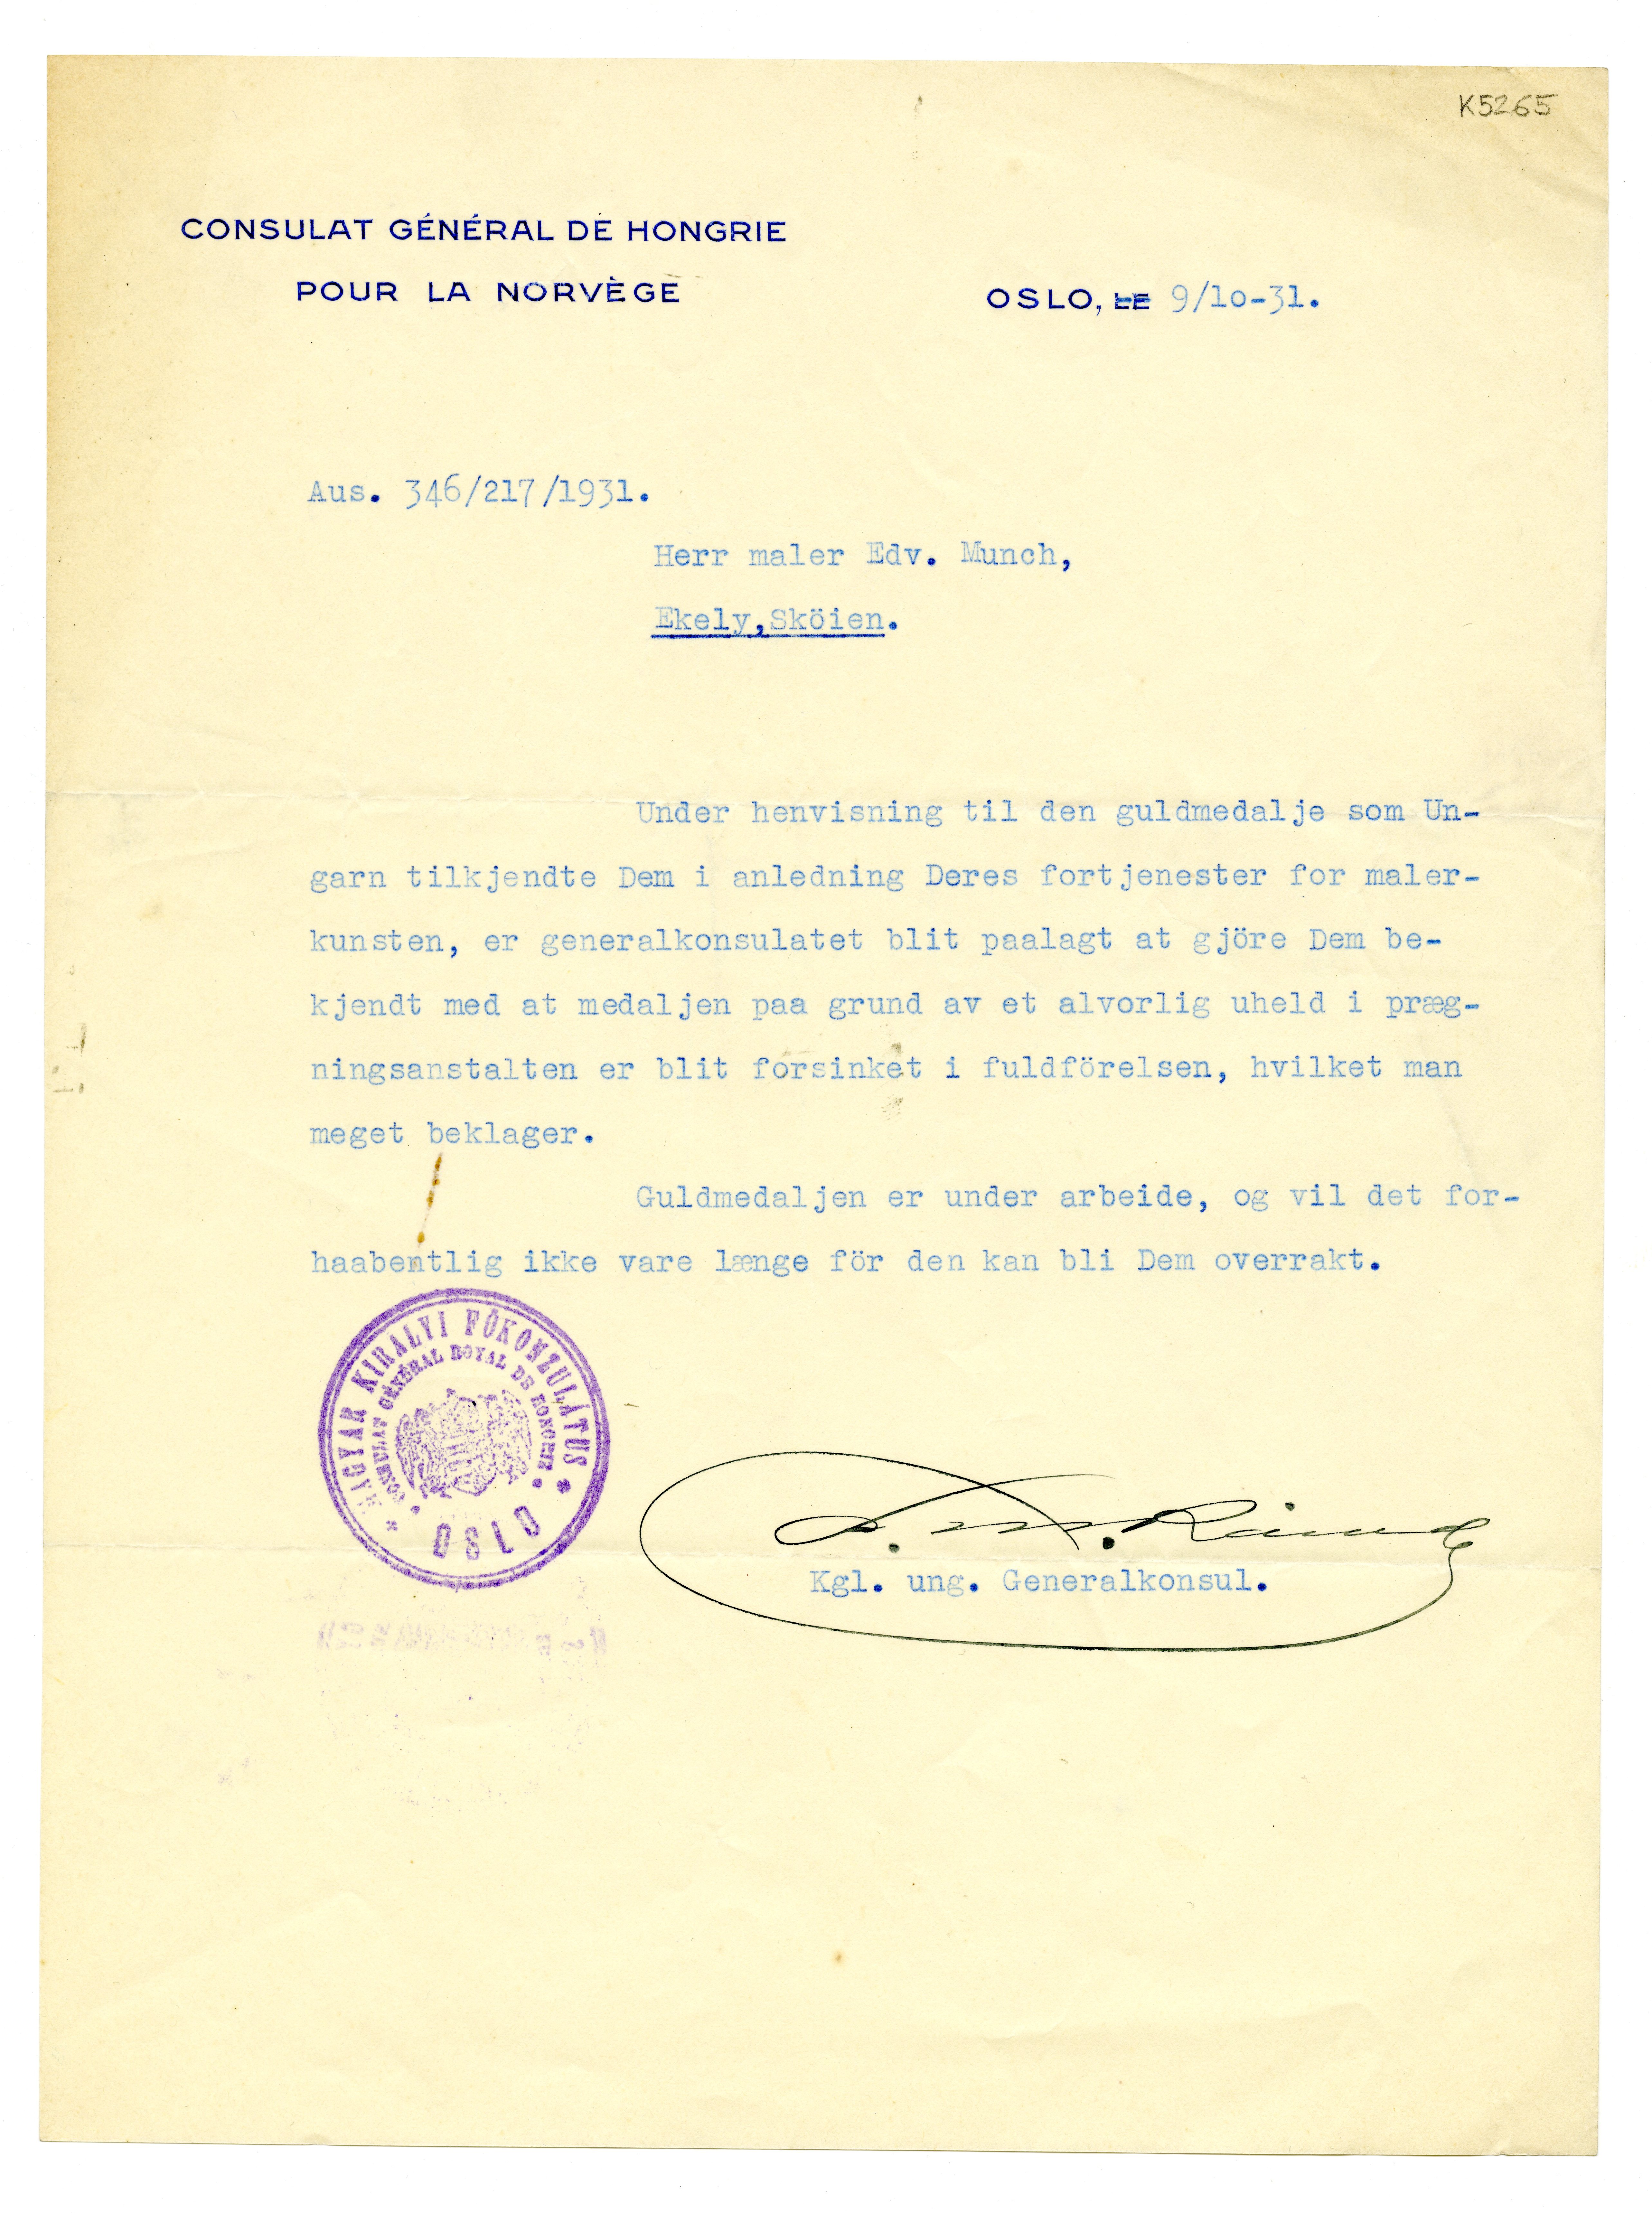 K5265
CONSULAT GÉNÉRAL DE HONGRIE
POUR LA NORVÈGE
OSLO, LE 9/10-31.
Aus. 346/217/1931.
Herr maler Edv. Munch,
Ekely,Sköien.
Under henvisning til den guldmedalje som Un-
garn tilkjendte Dem i anledning Deres fortjenester for maler-
kunsten, er generalkonsulatet blit paalagt at gjöre Dem be-
kjendt med at medaljen paa grund av et alvorlig uheld i præg-
ningsanstalten er blit forsinket i fuldförelsen, hvilket man
meget beklager.
Guldmedaljen er under arbeide, og vil det for-
haabentlig ikke vare længe för den kan bli Dem overrakt.
MAGYAR KIRALYI FŐKONZULÁTUS
CONSULAT GÉNÉRAL ROYAL DE HONGRIE
OSLO
Kgl. ung. Generalkonsul.